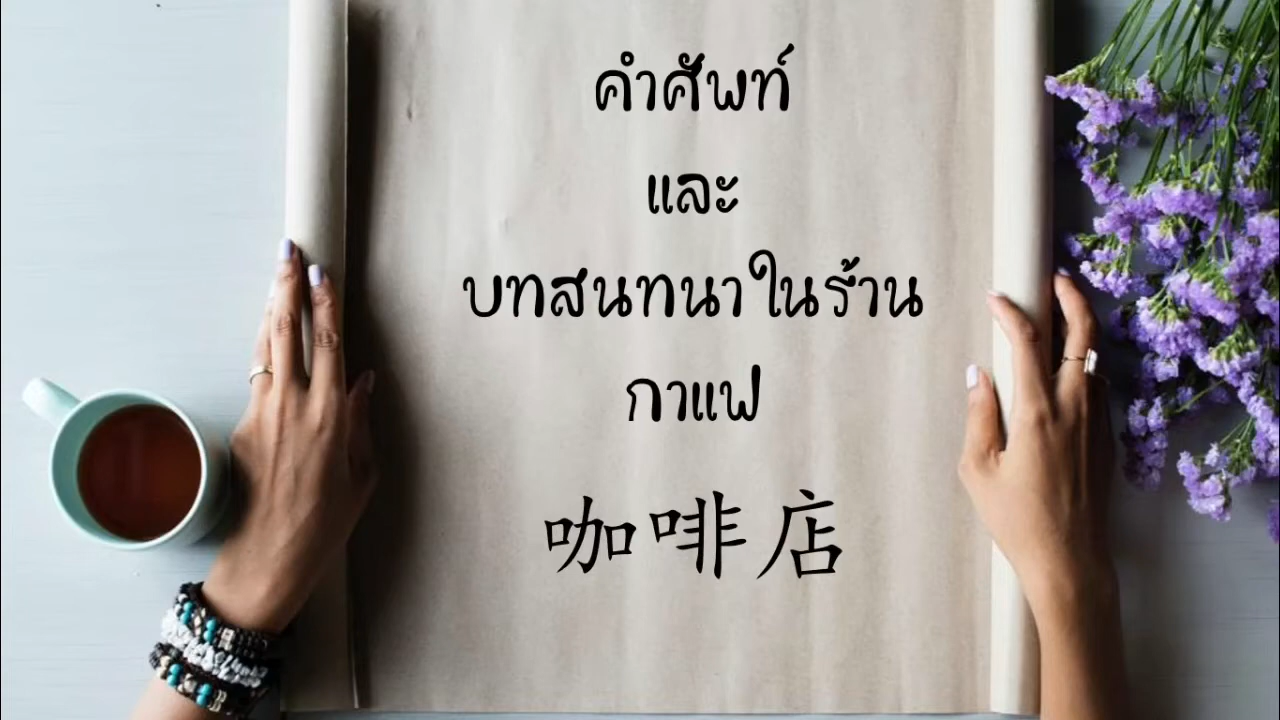 คำศัพท์
และ
บทสนทนาในร้าน
กาแฟ
咖啡店